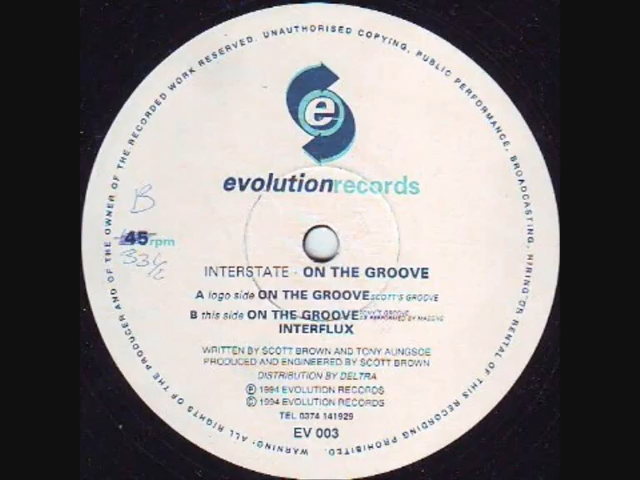 WARNING: ALL RIGHTS OF THE PRODUCER AND OF THE OWNER OF THE RECORDED WORK RESERVED. UNAUTHORISED COPYING, PUBLIC PERFORMANCE, BROADCASTING, HIRING OR RENTAL OF THIS RECORDING PROHIBITED.
e
evolutionrecords
B
45rpm
33 1/2
INTERSTATE - ON THE GROOVE
A logo side ON THE GROOVE SCOTT'S GROOVE
B this side ON THE GROOVE
INTERFLUX
WRITTEN BY SCOTT BROWN AND TONY AUNGSOE
PRODUCED AND ENGINEERED BY SCOTT BROWN
DISTRIBUTION BY DELTRA
℗ 1994 EVOLUTION RECORDS
© 1994 EVOLUTION RECORDS
TEL 0374 141929
EV 003